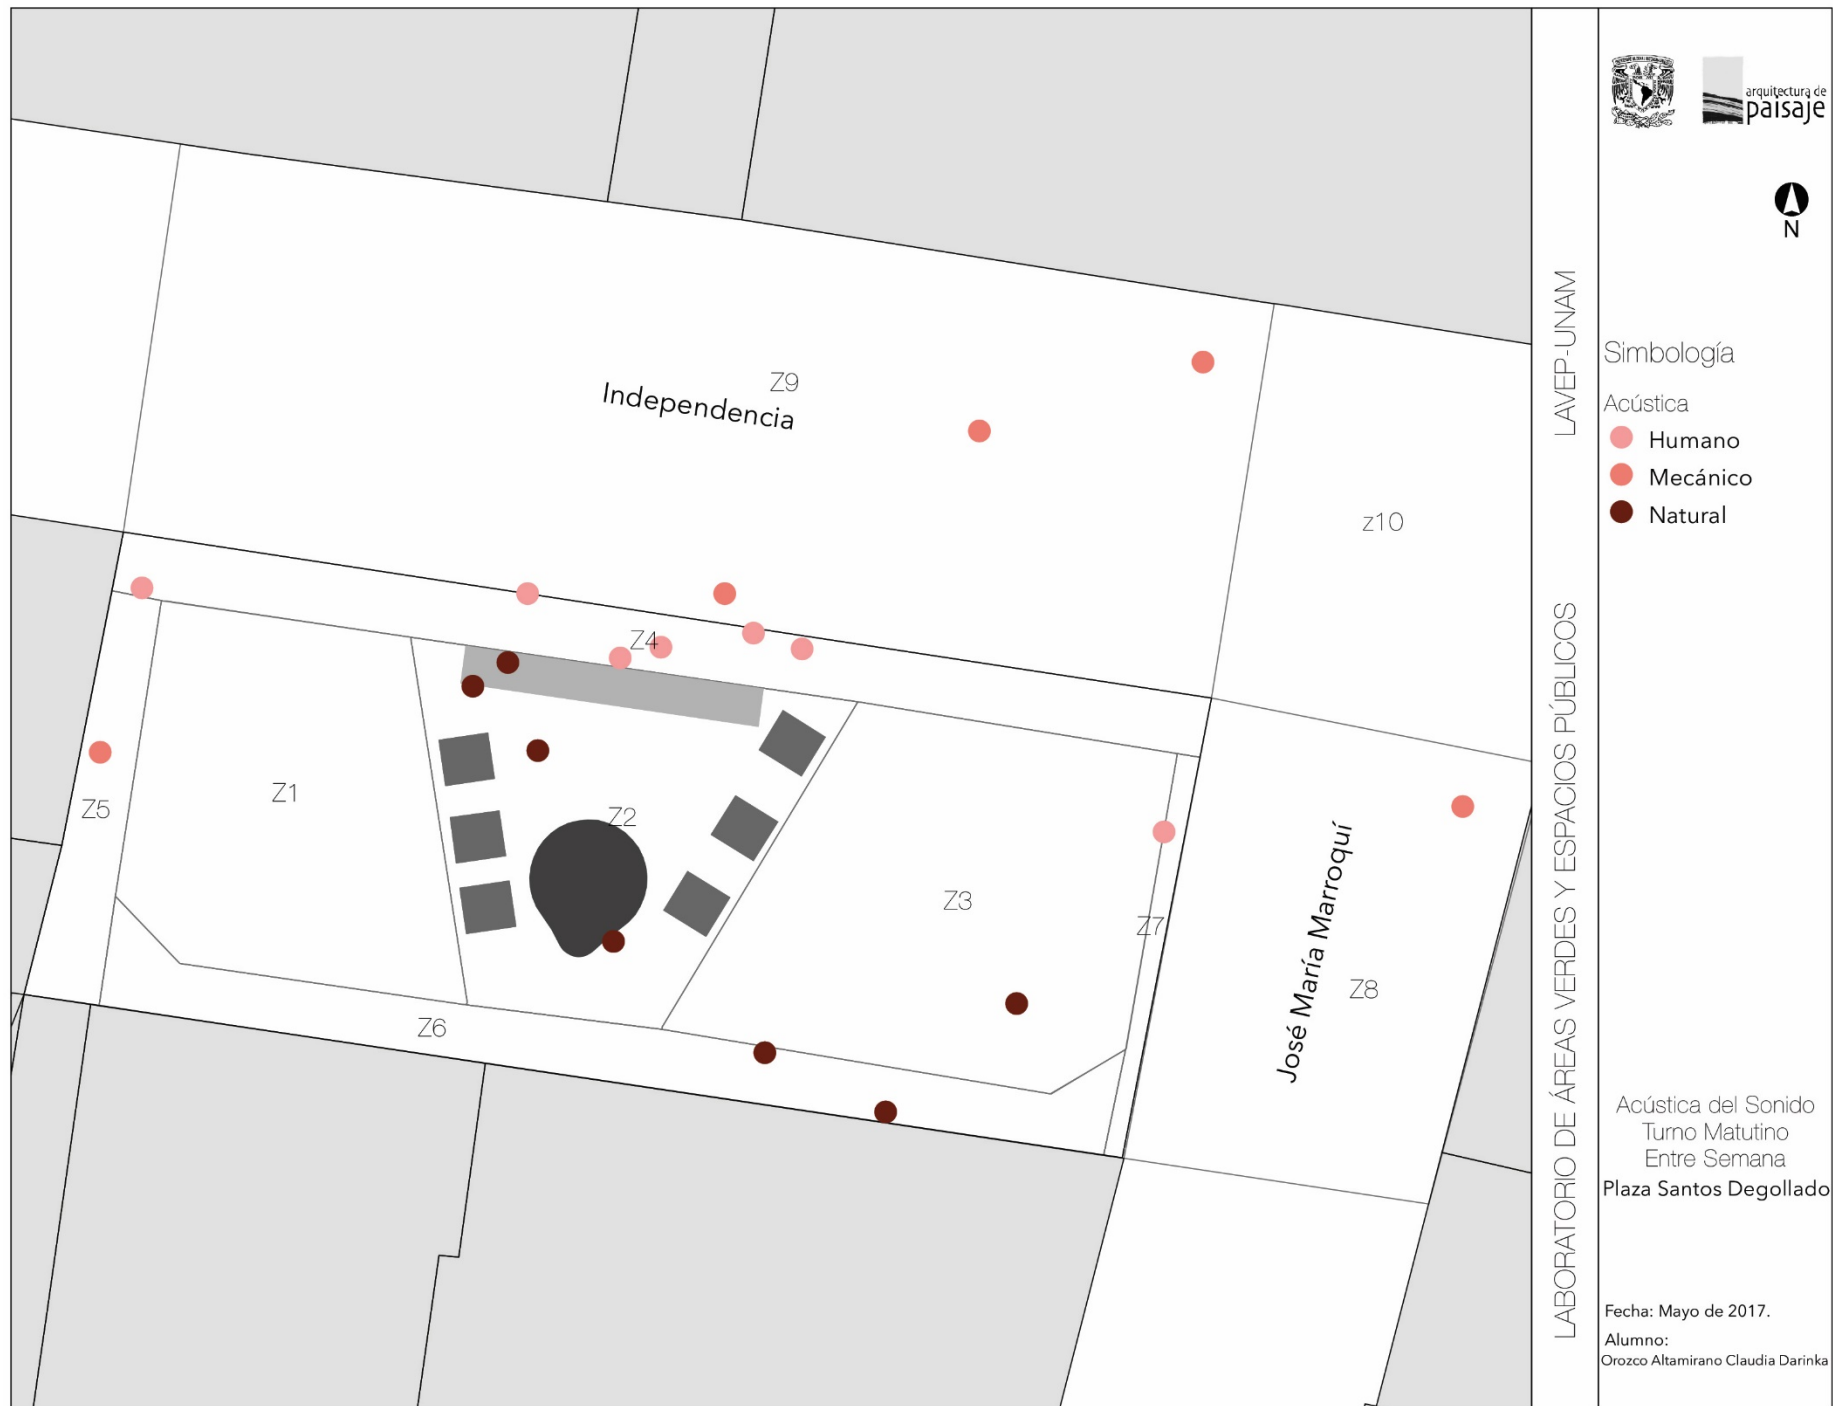 Z9
Independencia
z10
Z4
Z1
Z5
Z2
Z3
Z7
Z8
José María Marroquí
Z6
LABORATORIO DE ÁREAS VERDES Y ESPACIOS PÚBLICOS LAVEP-UNAM
arquitectura de
paisaje
N
Simbología
Acústica
Humano
Mecánico
Natural
Acústica del Sonido
Turno Matutino
Entre Semana
Plaza Santos Degollado
Fecha: Mayo de 2017.
Alumno:
Orozco Altamirano Claudia Darinka